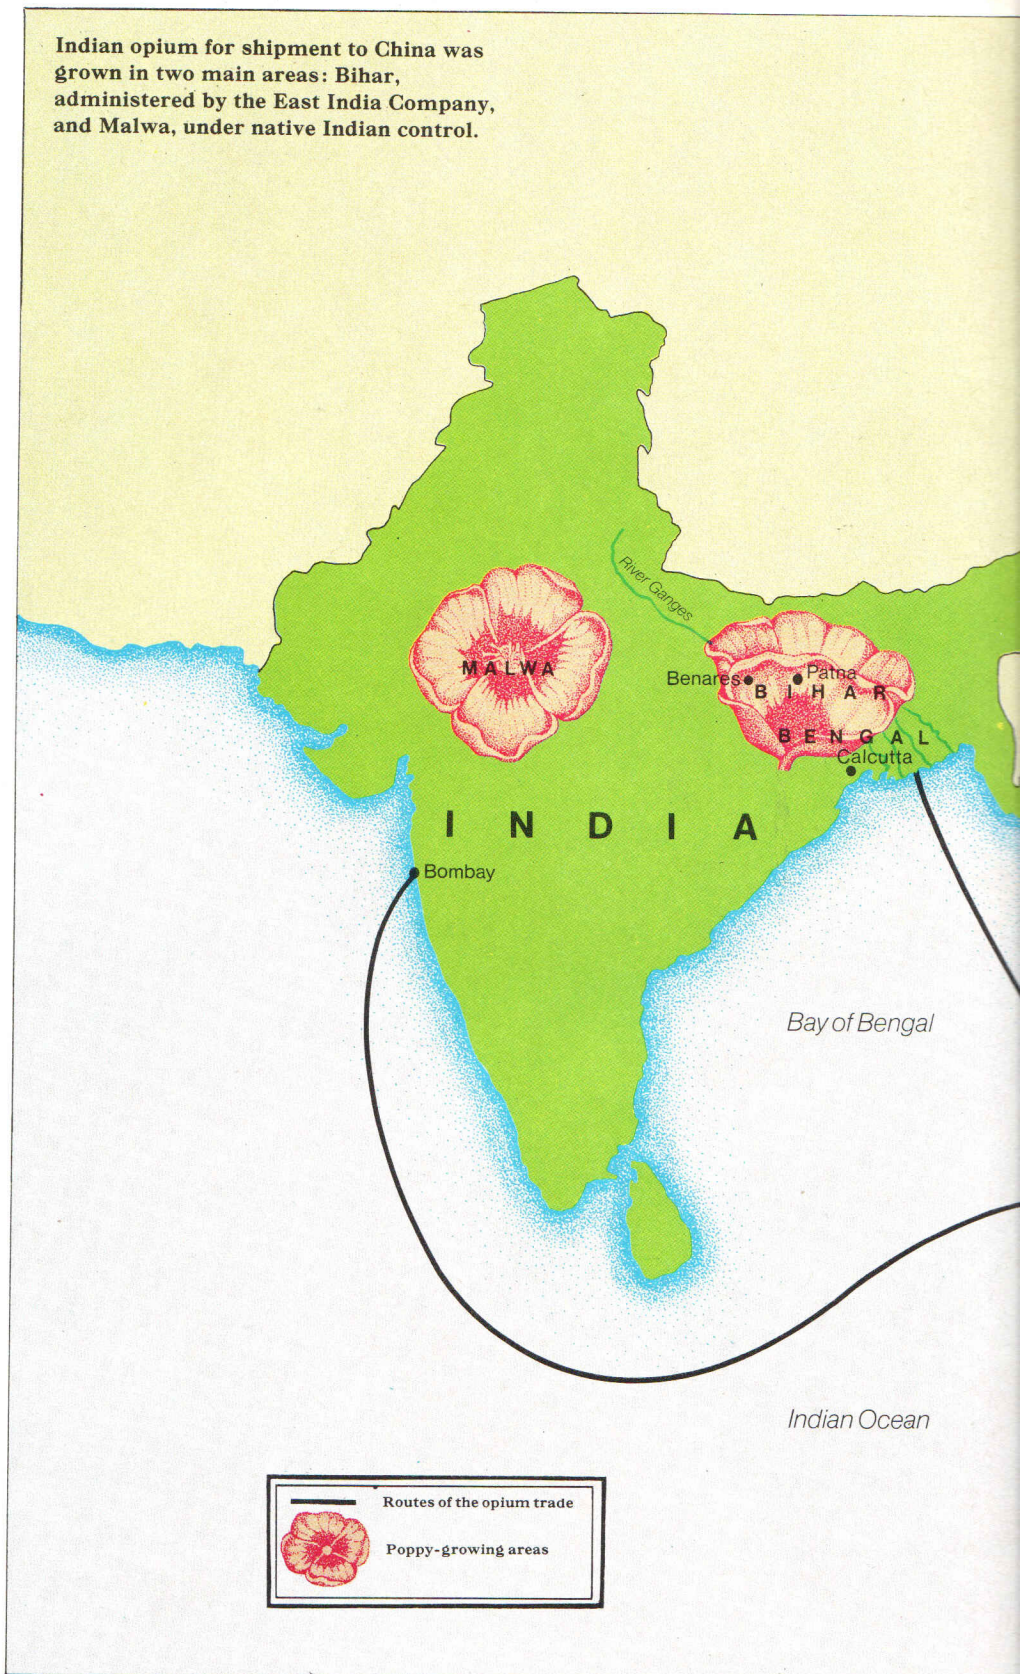 Indian opium for shipment to China was
grown in two main areas: Bihar,
administered by the East India Company,
and Malwa, under native Indian control.
River Ganges
MALWA
Benares
Patna
BIHAR
BENGAL
Calcutta
INDIA
Bombay
Bay of Bengal
Indian Ocean
Routes of the opium trade
Poppy-growing areas